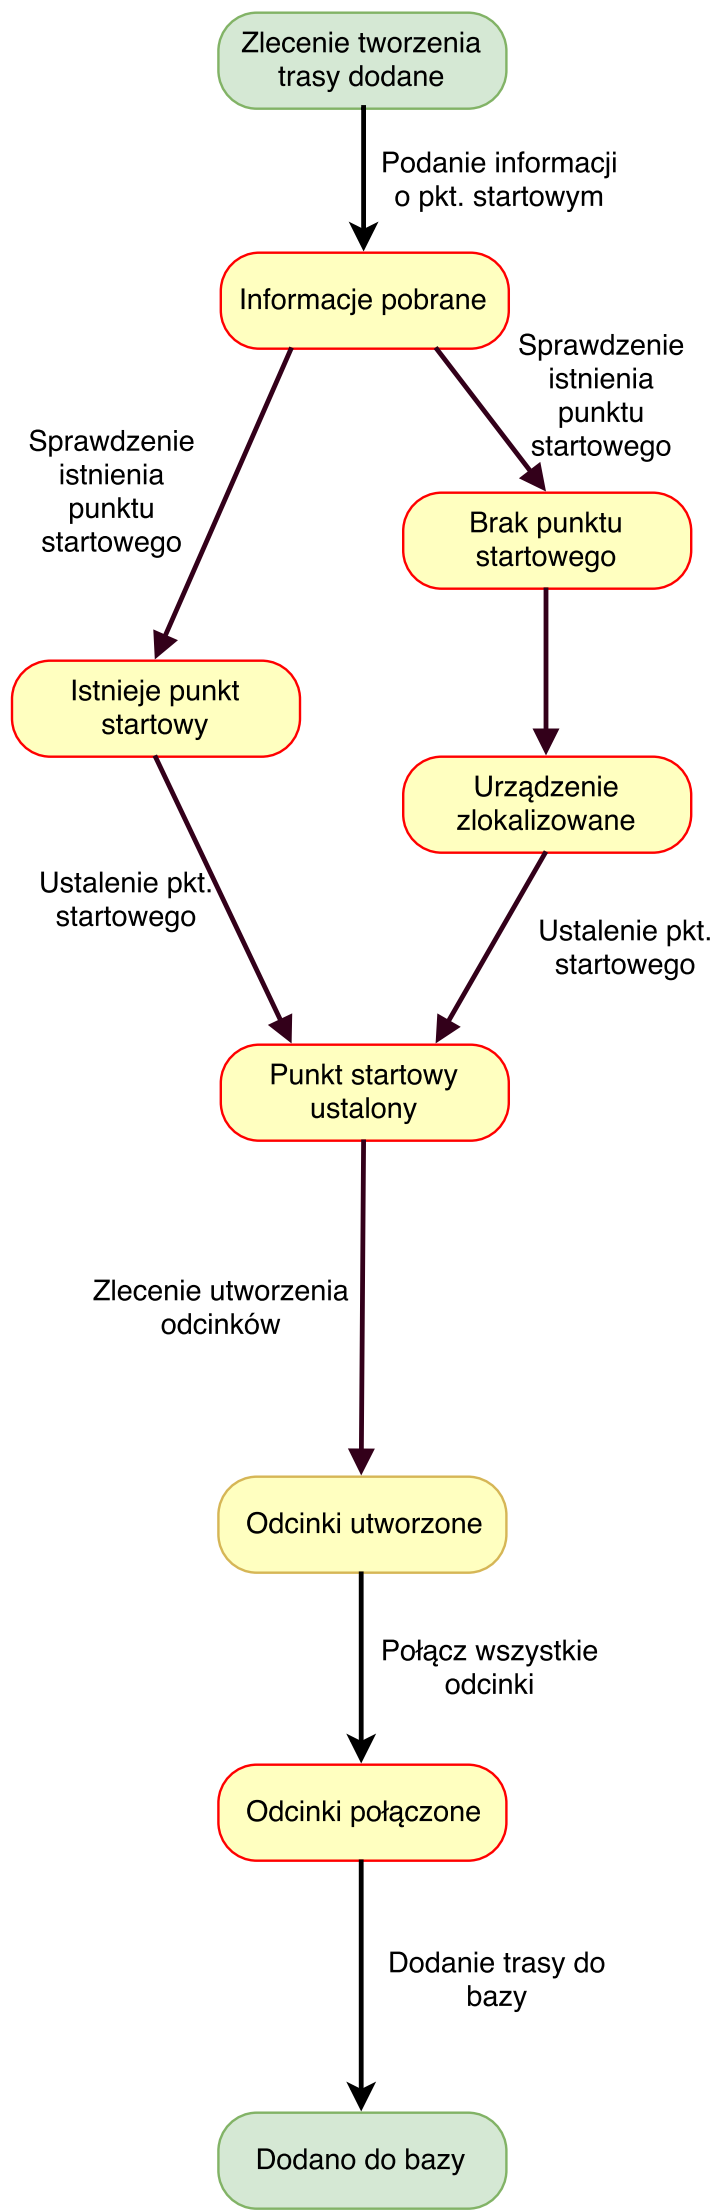 Zlecenie tworzenia
trasy dodane
Podanie informacji
o pkt. startowym
Informacje pobrane
Sprawdzenie
istnienia
punktu
startowego
Sprawdzenie
istnienia
punktu
startowego
Brak punktu
startowego
Istnieje punkt
startowy
Urządzenie
zlokalizowane
Ustalenie pkt.
startowego
Ustalenie pkt.
startowego
Punkt startowy
ustalony
Zlecenie utworzenia
odcinków
Odcinki utworzone
Połącz wszystkie
odcinki
Odcinki połączone
Dodanie trasy do
bazy
Dodano do bazy